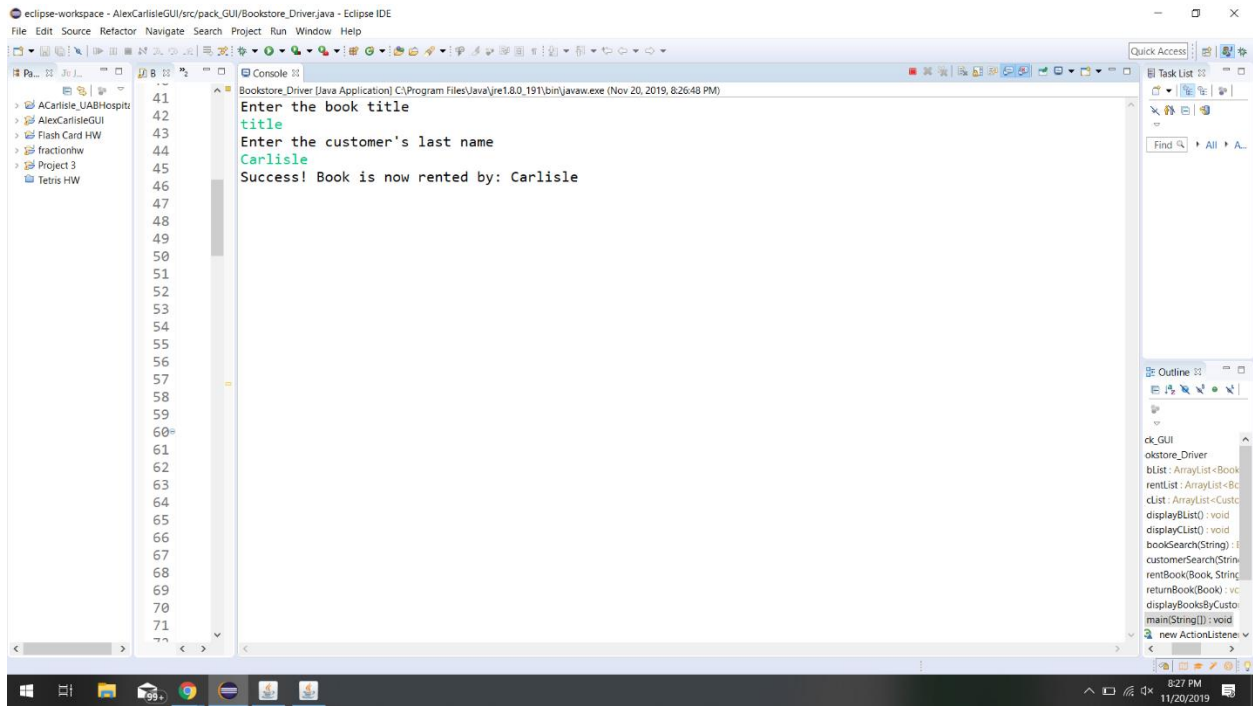 eclipse-workspace - AlexCarlisleGUI/src/pack_GUI/Bookstore_Driver.java - Eclipse IDE
File Edit Source Refactor Navigate Search Project Run Window Help
Quick Access
Pa...
B
Console
Task List
Bookstore_Driver [Java Application] C:\Program Files\Java\jre1.8.0_191\bin\javaw.exe (Nov 20, 2019, 8:26:48 PM)
ACarlisle_UABHospita
AlexCarlisleGUI
Flash Card HW
fractionhw
Project 3
Tetris HW
41
42
43
44
45
46
47
48
49
50
51
52
53
54
55
56
57
58
59
60
61
62
63
64
65
66
67
68
69
70
71
Enter the book title
title
Enter the customer's last name
Carlisle
Success! Book is now rented by: Carlisle
Find All A...
Outline
ck_GUI
okstore_Driver
bList : ArrayList<Book
rentList : ArrayList<Bo
cList : ArrayList<Custo
displayBList() : void
displayCList() : void
bookSearch(String) :
customerSearch(Strin
rentBook(Book, String
returnBook(Book) : vo
displayBooksByCusto
main(String[]) : void
new ActionListene
99+
8:27 PM
11/20/2019